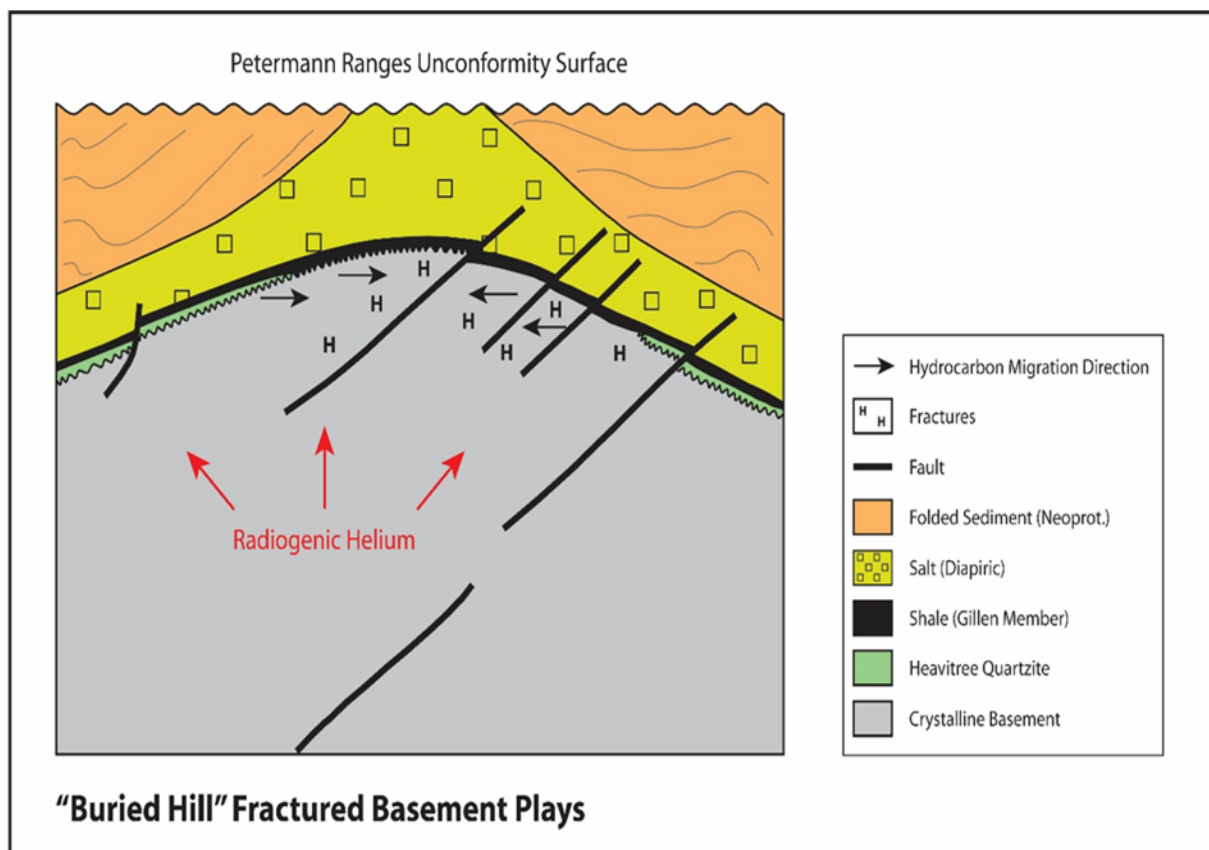 Petermann Ranges Unconformity Surface
H
H
H
H
H
H
H
Radiogenic Helium
Hydrocarbon Migration Direction
H
H
Fractures
Fault
Folded Sediment (Neoprot.)
Salt (Diapiric)
Shale (Gillen Member)
Heavitree Quartzite
Crystalline Basement
"Buried Hill" Fractured Basement Plays